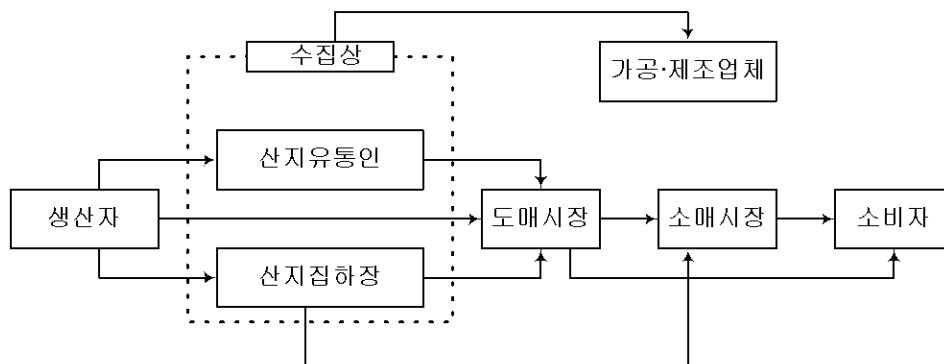 수집상
가공·제조업체
산지유통인
생산자
도매시장
소매시장
소비자
산지집하장